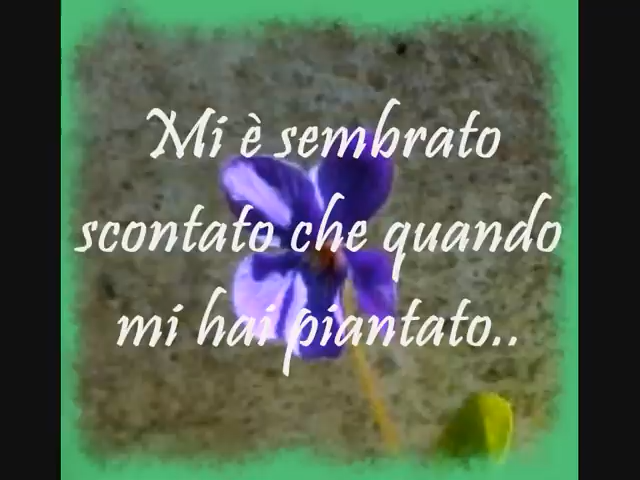 Mi è sembrato
scontato che quando
mi hai piantato..